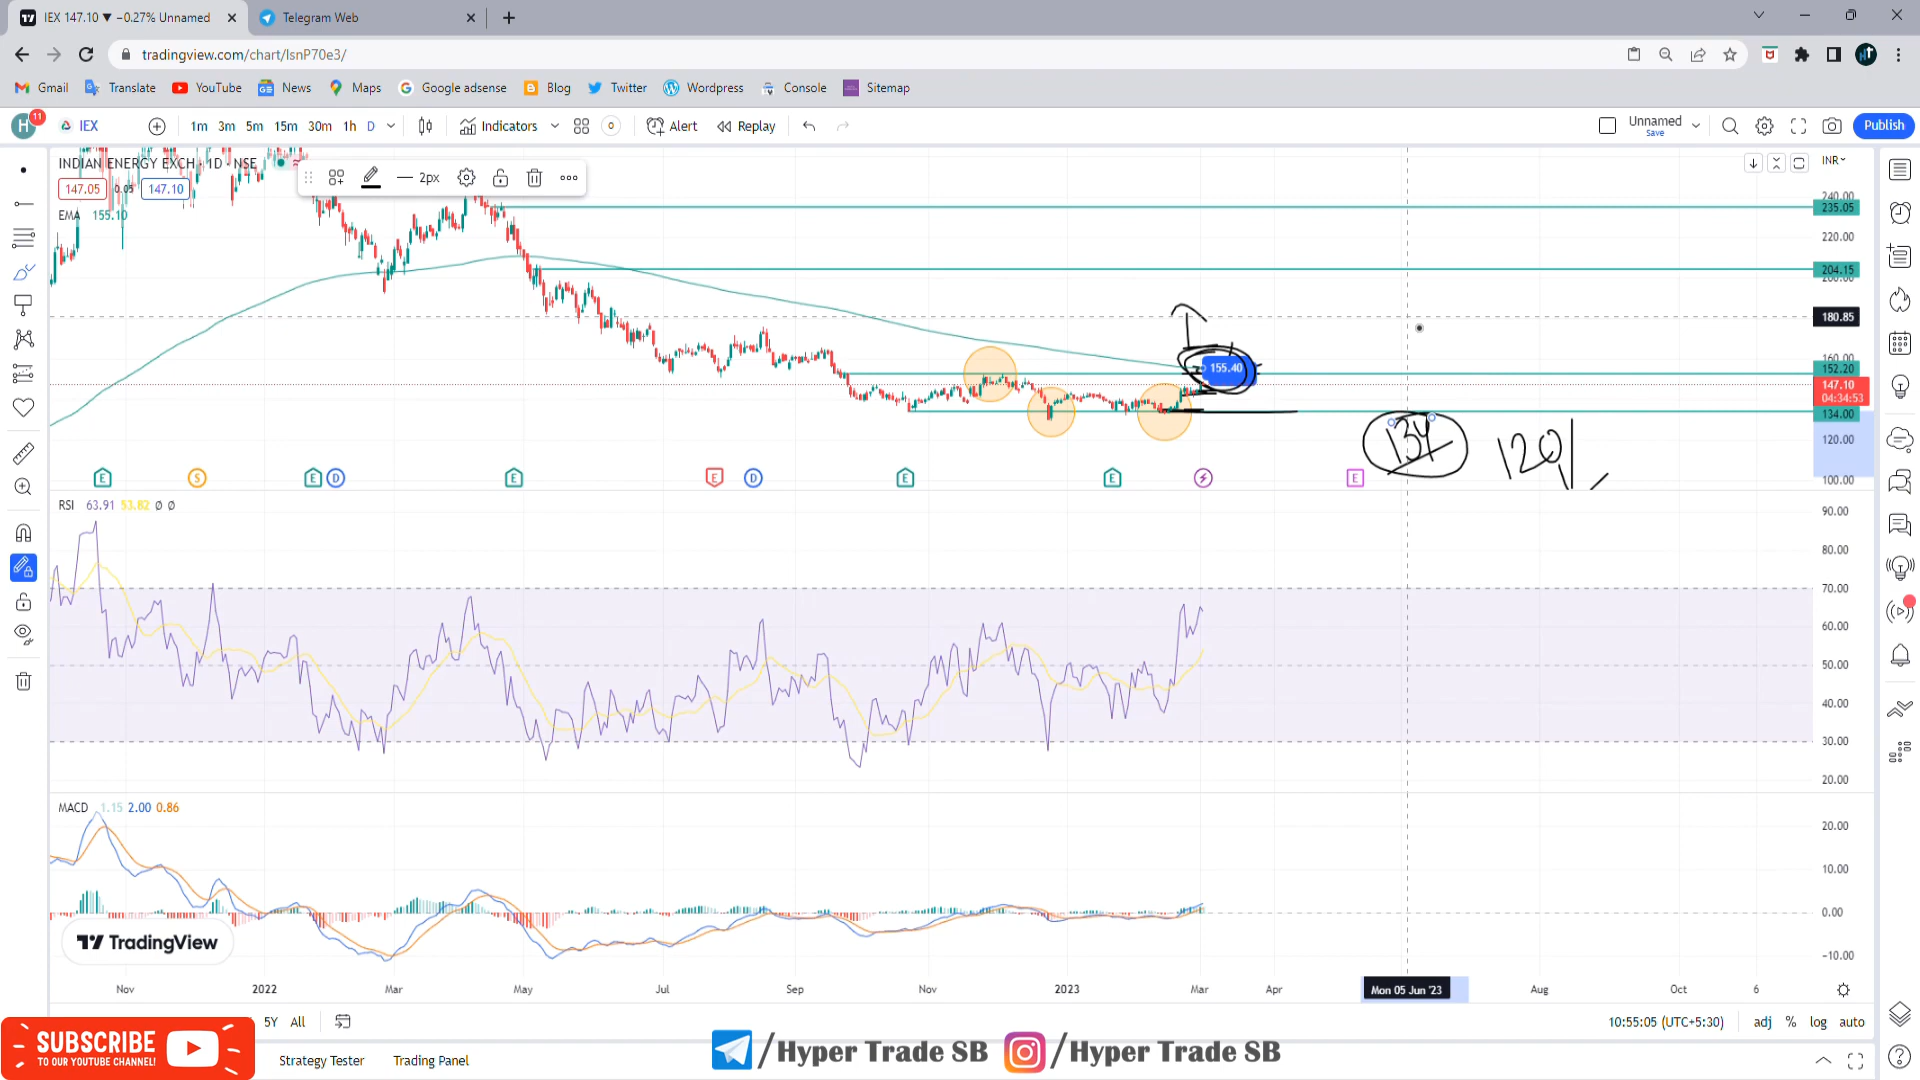 IEX 147.10 ▼ −0.27% Unnamed
Telegram Web
tradingview.com/chart/lsnP70e3/
Gmail Translate YouTube News Maps Google adsense Blog Twitter Wordpress Console Sitemap
H 11 IEX 1m 3m 5m 15m 30m 1h D Indicators Alert Replay Unnamed Save Publish
INDIAN ENERGY EXCH · 1D · NSE
2px
INR
147.05 0.05 147.10
EMA 155.10
240.00
235.05
220.00
204.15
200.00
180.85
160.00
152.20
147.10
04:34:53
134.00
120.00
100.00
155.40
134
120
E S E D E E D E E E
RSI 63.91 53.82 Ø Ø
90.00
80.00
70.00
60.00
50.00
40.00
30.00
20.00
MACD 1.15 2.00 0.86
20.00
10.00
0.00
−10.00
TradingView
Nov 2022 Mar May Jul Sep Nov 2023 Mar Apr Mon 05 Jun '23 Aug Oct 6
5Y All
10:55:05 (UTC+5:30) adj % log auto
SUBSCRIBE
TO OUR YOUTUBE CHANNEL!
Strategy Tester Trading Panel
/Hyper Trade SB /Hyper Trade SB